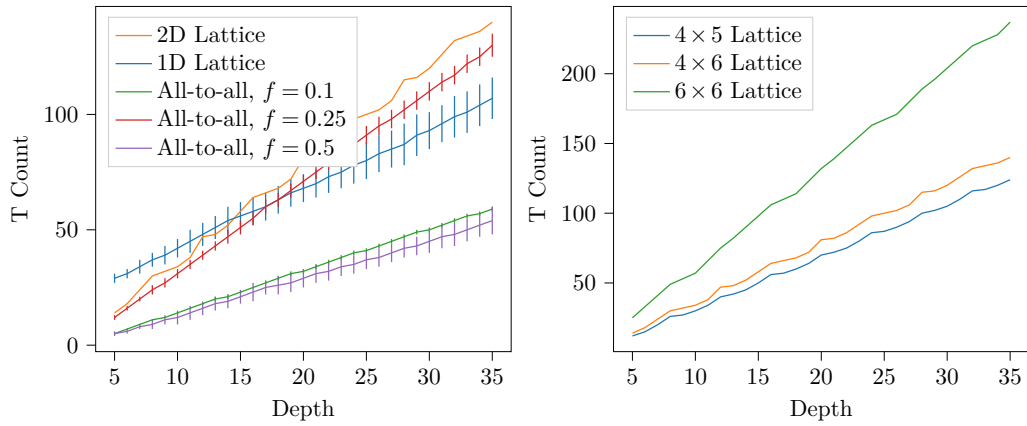 2D Lattice
1D Lattice
All-to-all, f = 0.1
All-to-all, f = 0.25
All-to-all, f = 0.5
100
50
0
5 10 15 20 25 30 35
Depth
T Count
4 × 5 Lattice
4 × 6 Lattice
6 × 6 Lattice
200
150
100
50
5 10 15 20 25 30 35
Depth
T Count